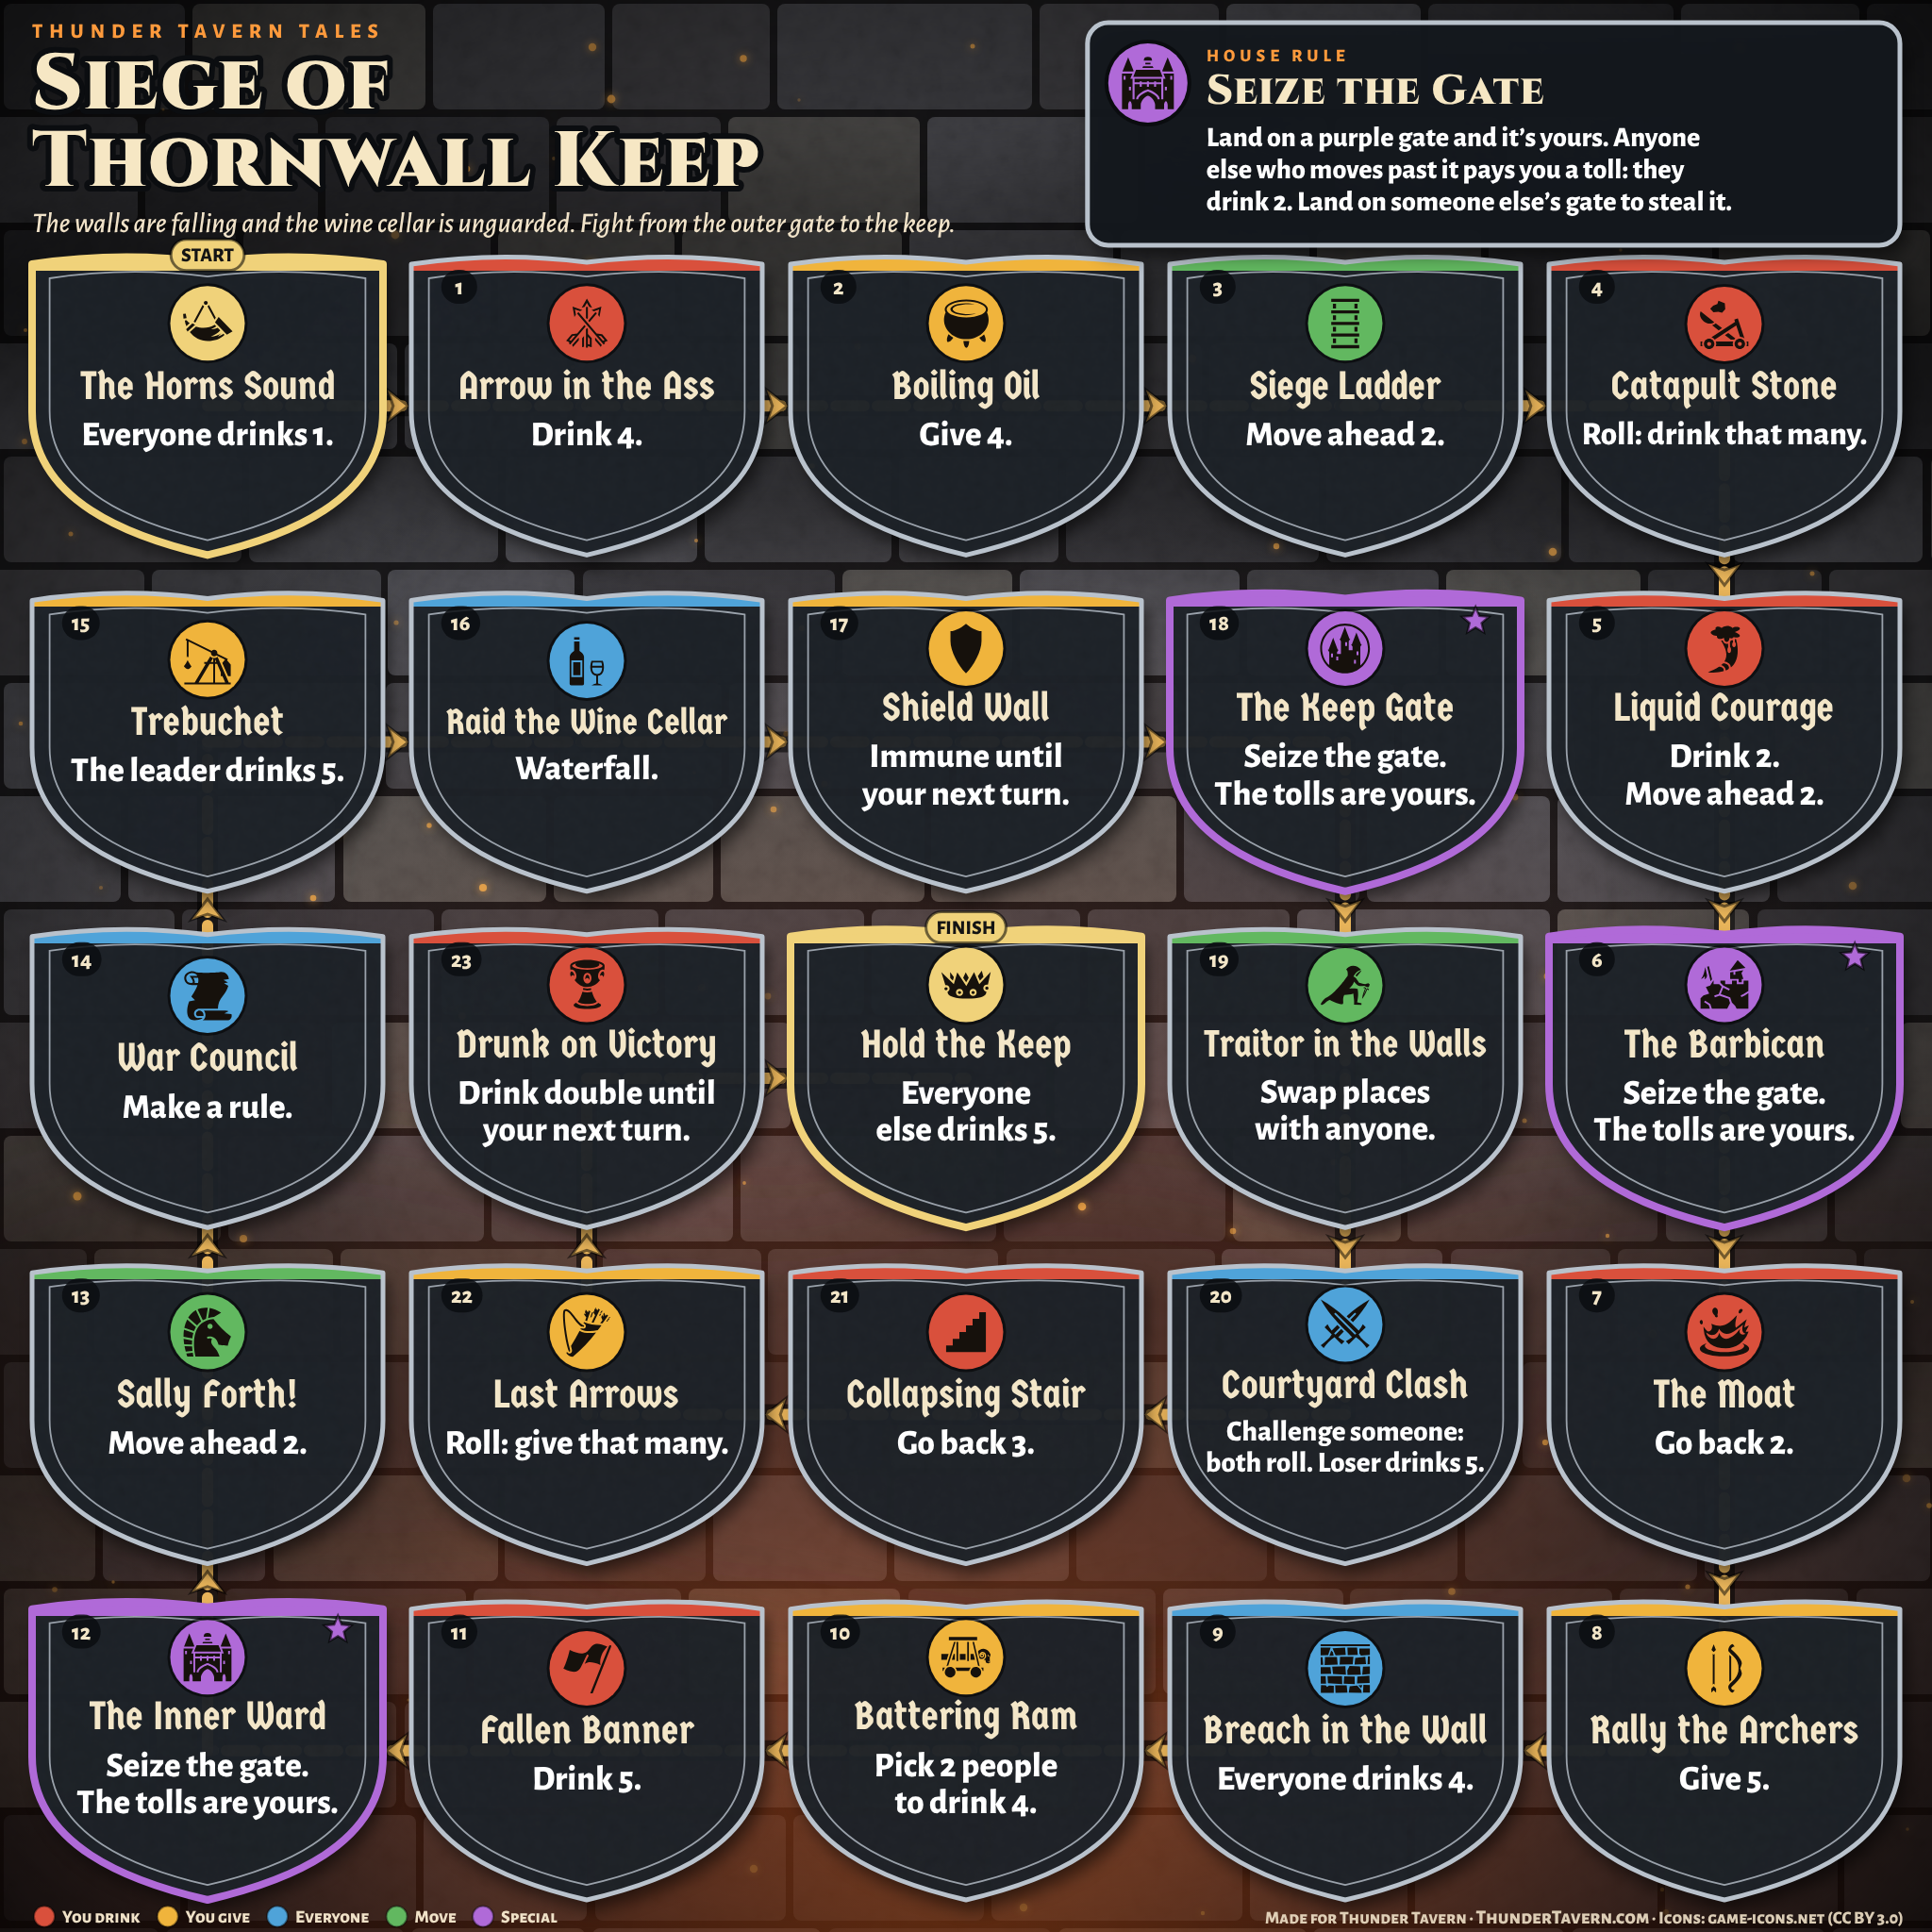 THUNDER TAVERN TALES
SIEGE OF
THORNWALL KEEP
The walls are falling and the wine cellar is unguarded. Fight from the outer gate to the keep.
HOUSE RULE
SEIZE THE GATE
Land on a purple gate and it's yours. Anyone
else who moves past it pays you a toll: they
drink 2. Land on someone else's gate to steal it.
START
The Horns Sound
Everyone drinks 1.
1
Arrow in the Ass
Drink 4.
2
Boiling Oil
Give 4.
3
Siege Ladder
Move ahead 2.
4
Catapult Stone
Roll: drink that many.
15
Trebuchet
The leader drinks 5.
16
Raid the Wine Cellar
Waterfall.
17
Shield Wall
Immune until
your next turn.
18
The Keep Gate
Seize the gate.
The tolls are yours.
5
Liquid Courage
Drink 2.
Move ahead 2.
14
War Council
Make a rule.
23
Drunk on Victory
Drink double until
your next turn.
FINISH
Hold the Keep
Everyone
else drinks 5.
19
Traitor in the Walls
Swap places
with anyone.
6
The Barbican
Seize the gate.
The tolls are yours.
13
Sally Forth!
Move ahead 2.
22
Last Arrows
Roll: give that many.
21
Collapsing Stair
Go back 3.
20
Courtyard Clash
Challenge someone:
both roll. Loser drinks 5.
7
The Moat
Go back 2.
12
The Inner Ward
Seize the gate.
The tolls are yours.
11
Fallen Banner
Drink 5.
10
Battering Ram
Pick 2 people
to drink 4.
9
Breach in the Wall
Everyone drinks 4.
8
Rally the Archers
Give 5.
YOU DRINK YOU GIVE EVERYONE MOVE SPECIAL
MADE FOR THUNDER TAVERN · THUNDERTAVERN.COM · ICONS: GAME-ICONS.NET (CC BY 3.0)